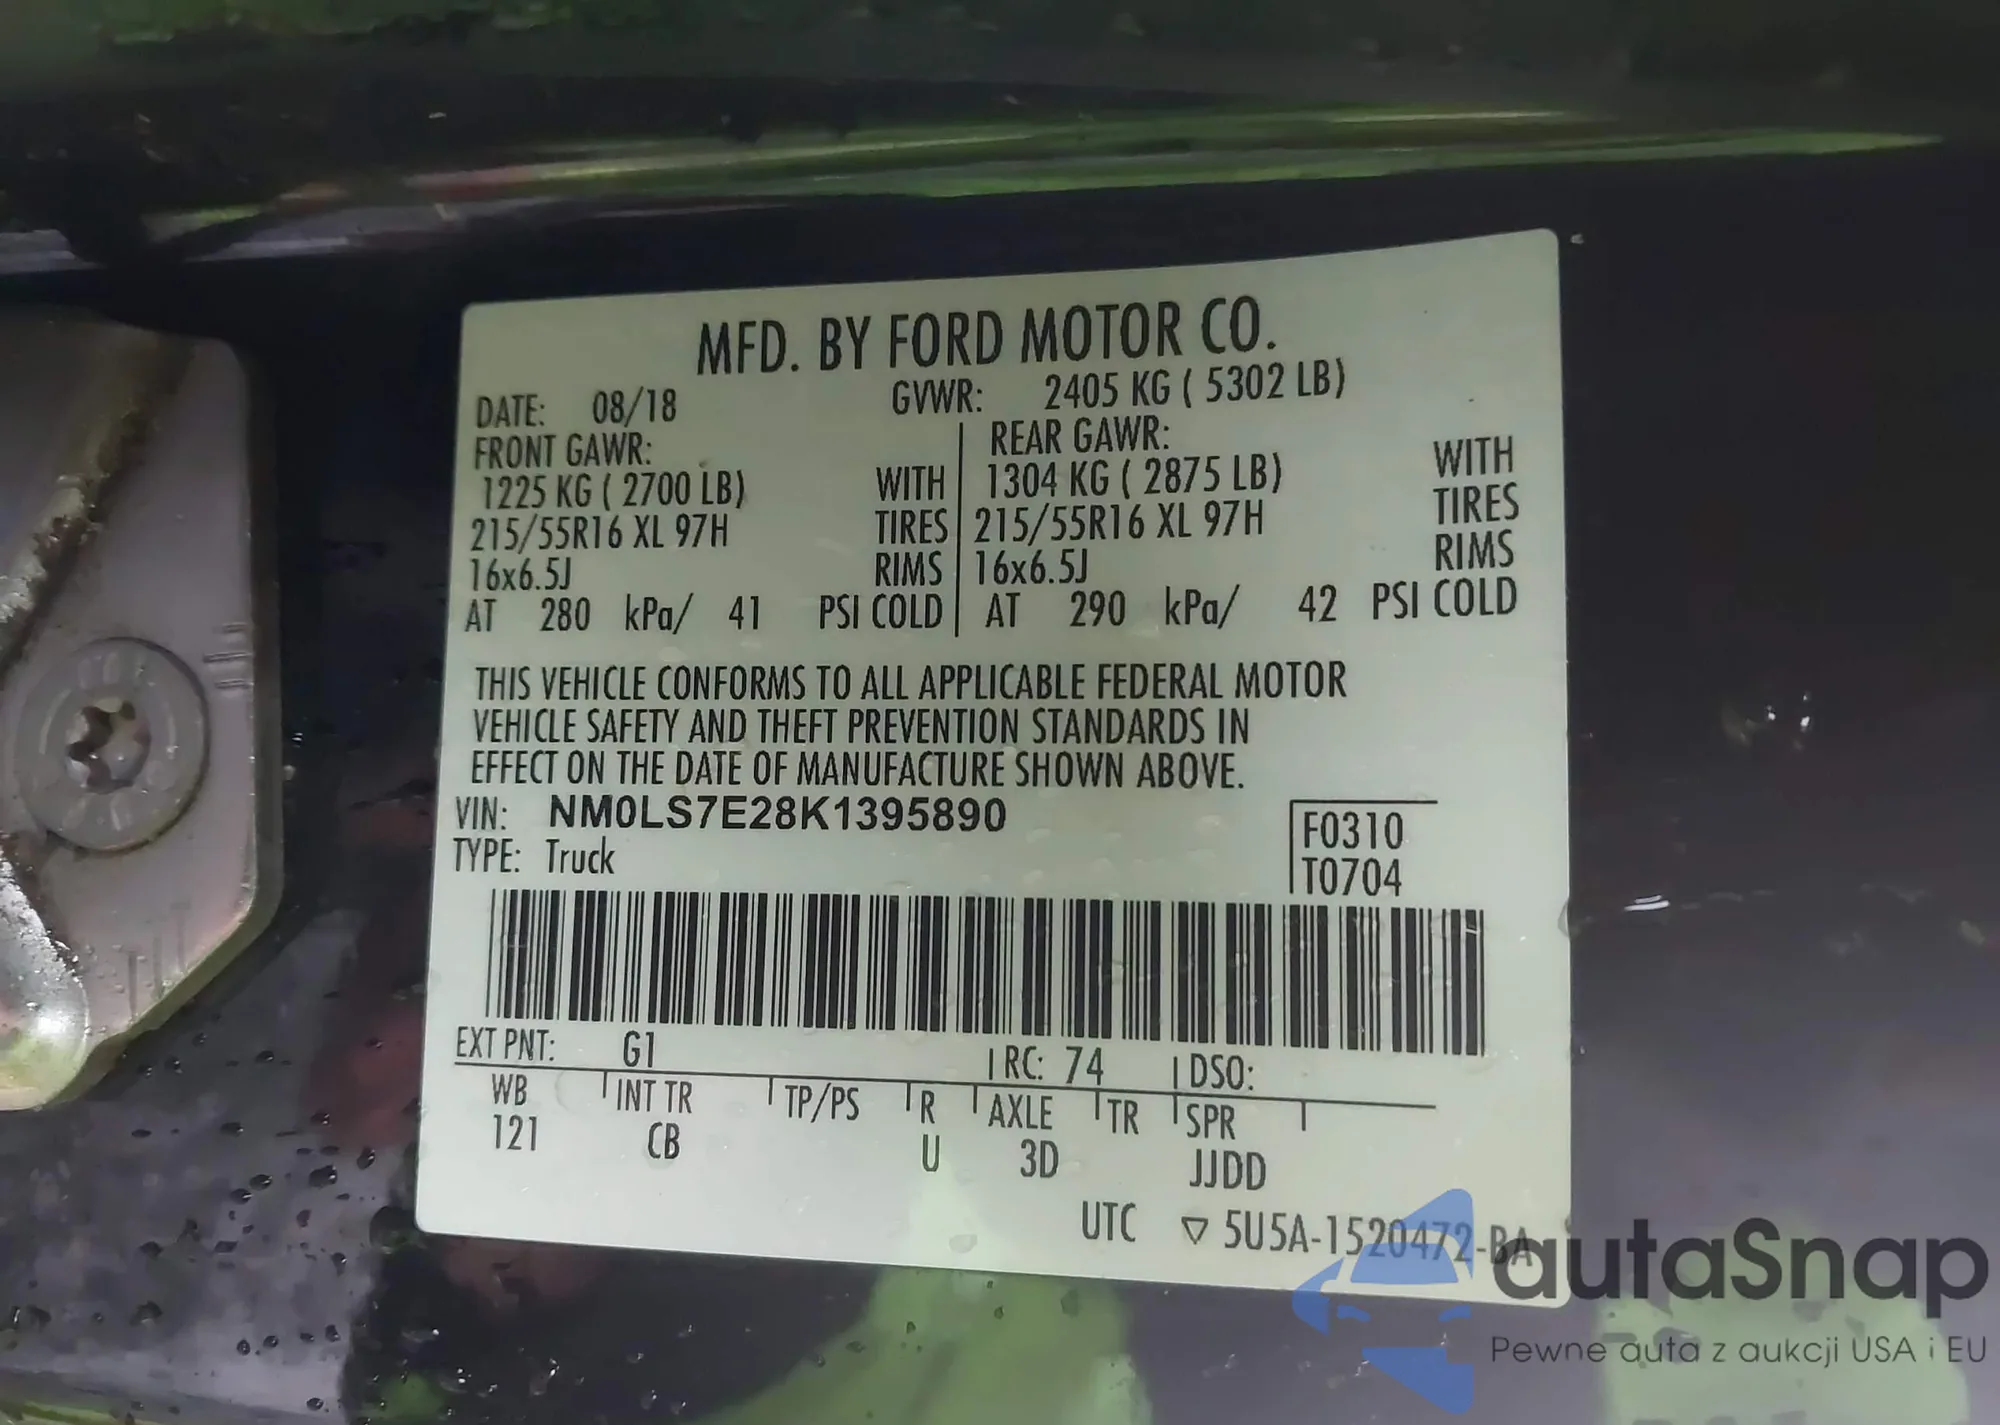 MFD. BY FORD MOTOR CO.
DATE: 08/18 GVWR: 2405 KG ( 5302 LB)
FRONT GAWR: REAR GAWR:
1225 KG ( 2700 LB) WITH 1304 KG ( 2875 LB) WITH
215/55R16 XL 97H TIRES 215/55R16 XL 97H TIRES
16x6.5J RIMS 16x6.5J RIMS
AT 280 kPa/ 41 PSI COLD AT 290 kPa/ 42 PSI COLD
THIS VEHICLE CONFORMS TO ALL APPLICABLE FEDERAL MOTOR
VEHICLE SAFETY AND THEFT PREVENTION STANDARDS IN
EFFECT ON THE DATE OF MANUFACTURE SHOWN ABOVE.
VIN: NM0LS7E28K1395890
F0310
TYPE: Truck
T0704
EXT PNT: G1 RC: 74 DSO:
WB INT TR TP/PS R AXLE TR SPR
121 CB U 3D JJDD
UTC ▽ 5U5A-1520472-BA
autaSnap
Pewne auta z aukcji USA i EU